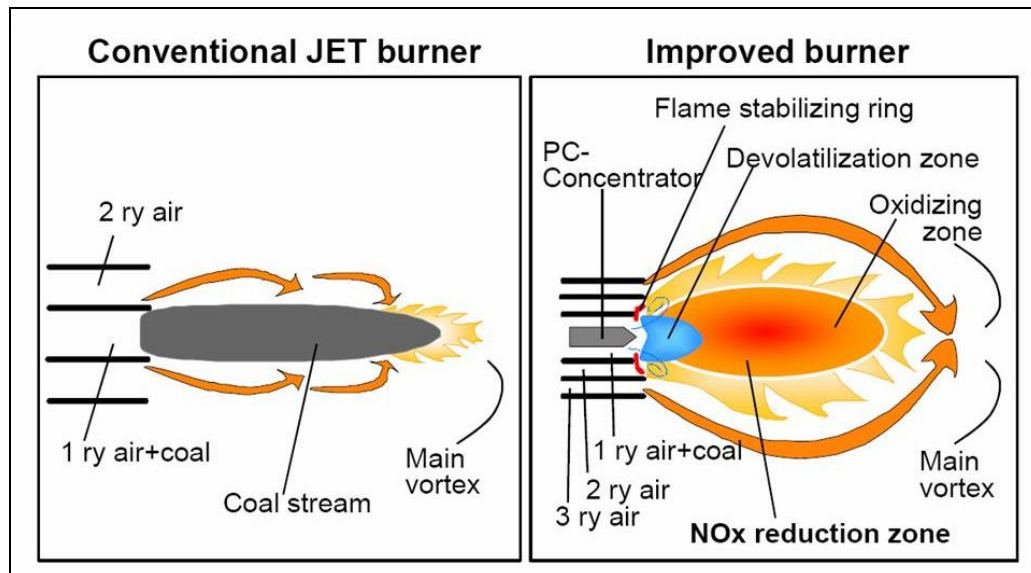 Conventional JET burner
2 ry air
1 ry air+coal
Coal stream
Main
vortex
Improved burner
Flame stabilizing ring
PC-
Concentrator
Devolatilization zone
Oxidizing
zone
1 ry air+coal
2 ry air
3 ry air
Main
vortex
NOx reduction zone